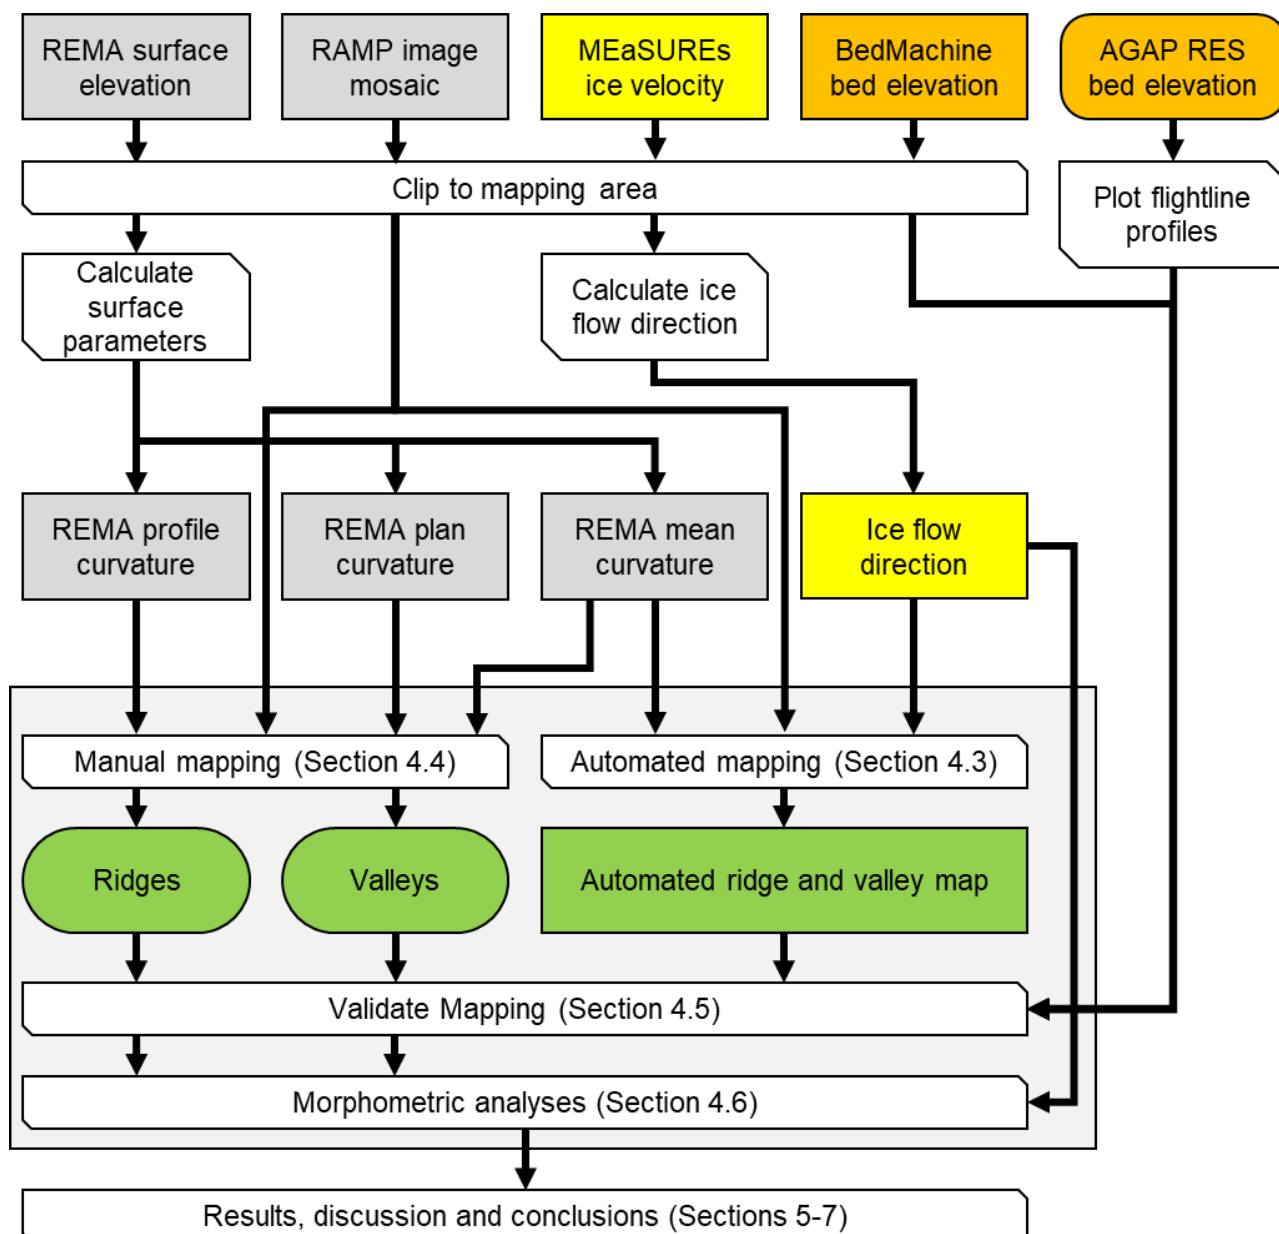 REMA surface
elevation
RAMP image
mosaic
MEaSUREs
ice velocity
BedMachine
bed elevation
AGAP RES
bed elevation
Clip to mapping area
Plot flightline
profiles
Calculate
surface
parameters
Calculate ice
flow direction
REMA profile
curvature
REMA plan
curvature
REMA mean
curvature
Ice flow
direction
Manual mapping (Section 4.4)
Automated mapping (Section 4.3)
Ridges
Valleys
Automated ridge and valley map
Validate Mapping (Section 4.5)
Morphometric analyses (Section 4.6)
Results, discussion and conclusions (Sections 5-7)